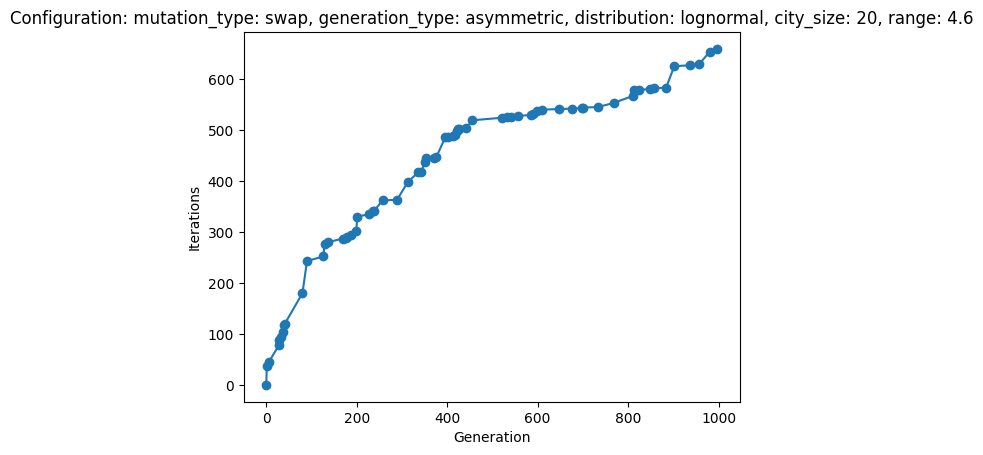 Configuration: mutation_type: swap, generation_type: asymmetric, distribution: lognormal, city_size: 20, range: 4.6
600
500
400
300
200
100
0
Iterations
0 200 400 600 800 1000
Generation